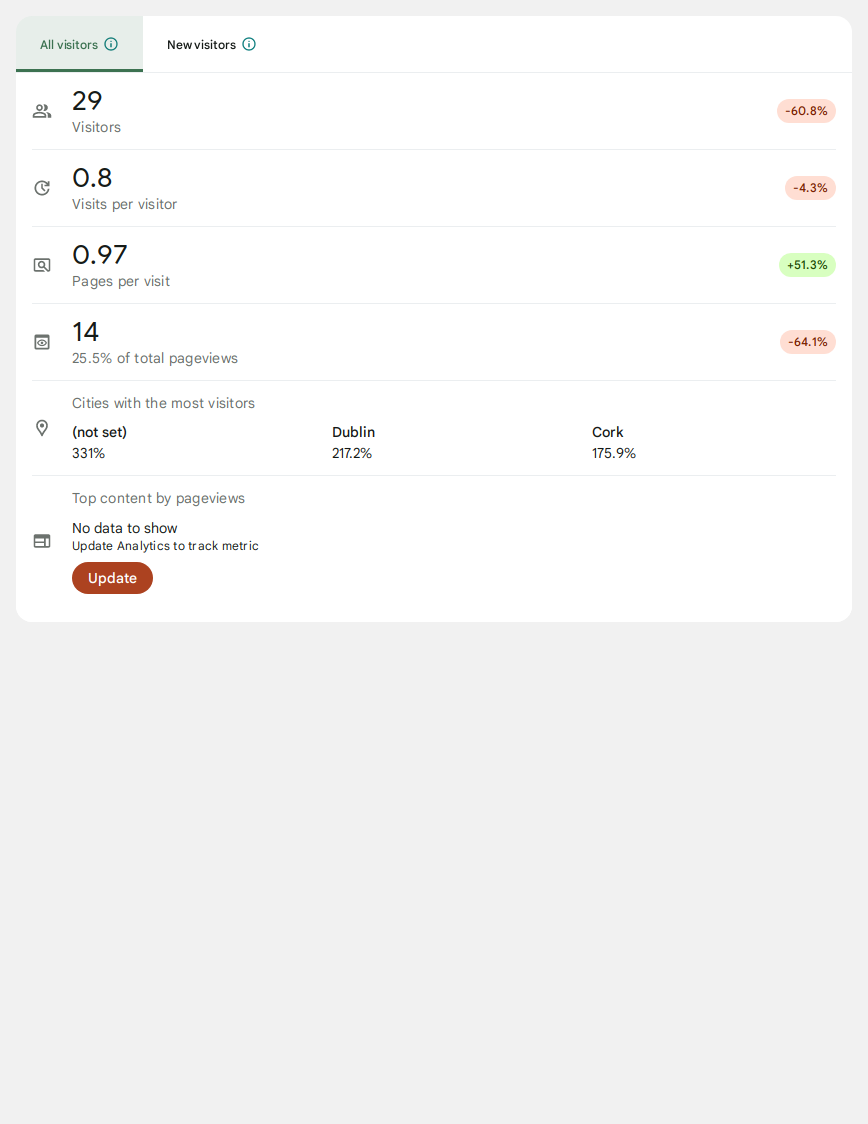 All visitors
New visitors
29
Visitors
-60.8%
0.8
Visits per visitor
-4.3%
0.97
Pages per visit
+51.3%
14
25.5% of total pageviews
-64.1%
Cities with the most visitors
(not set) Dublin Cork
331% 217.2% 175.9%
Top content by pageviews
No data to show
Update Analytics to track metric
Update